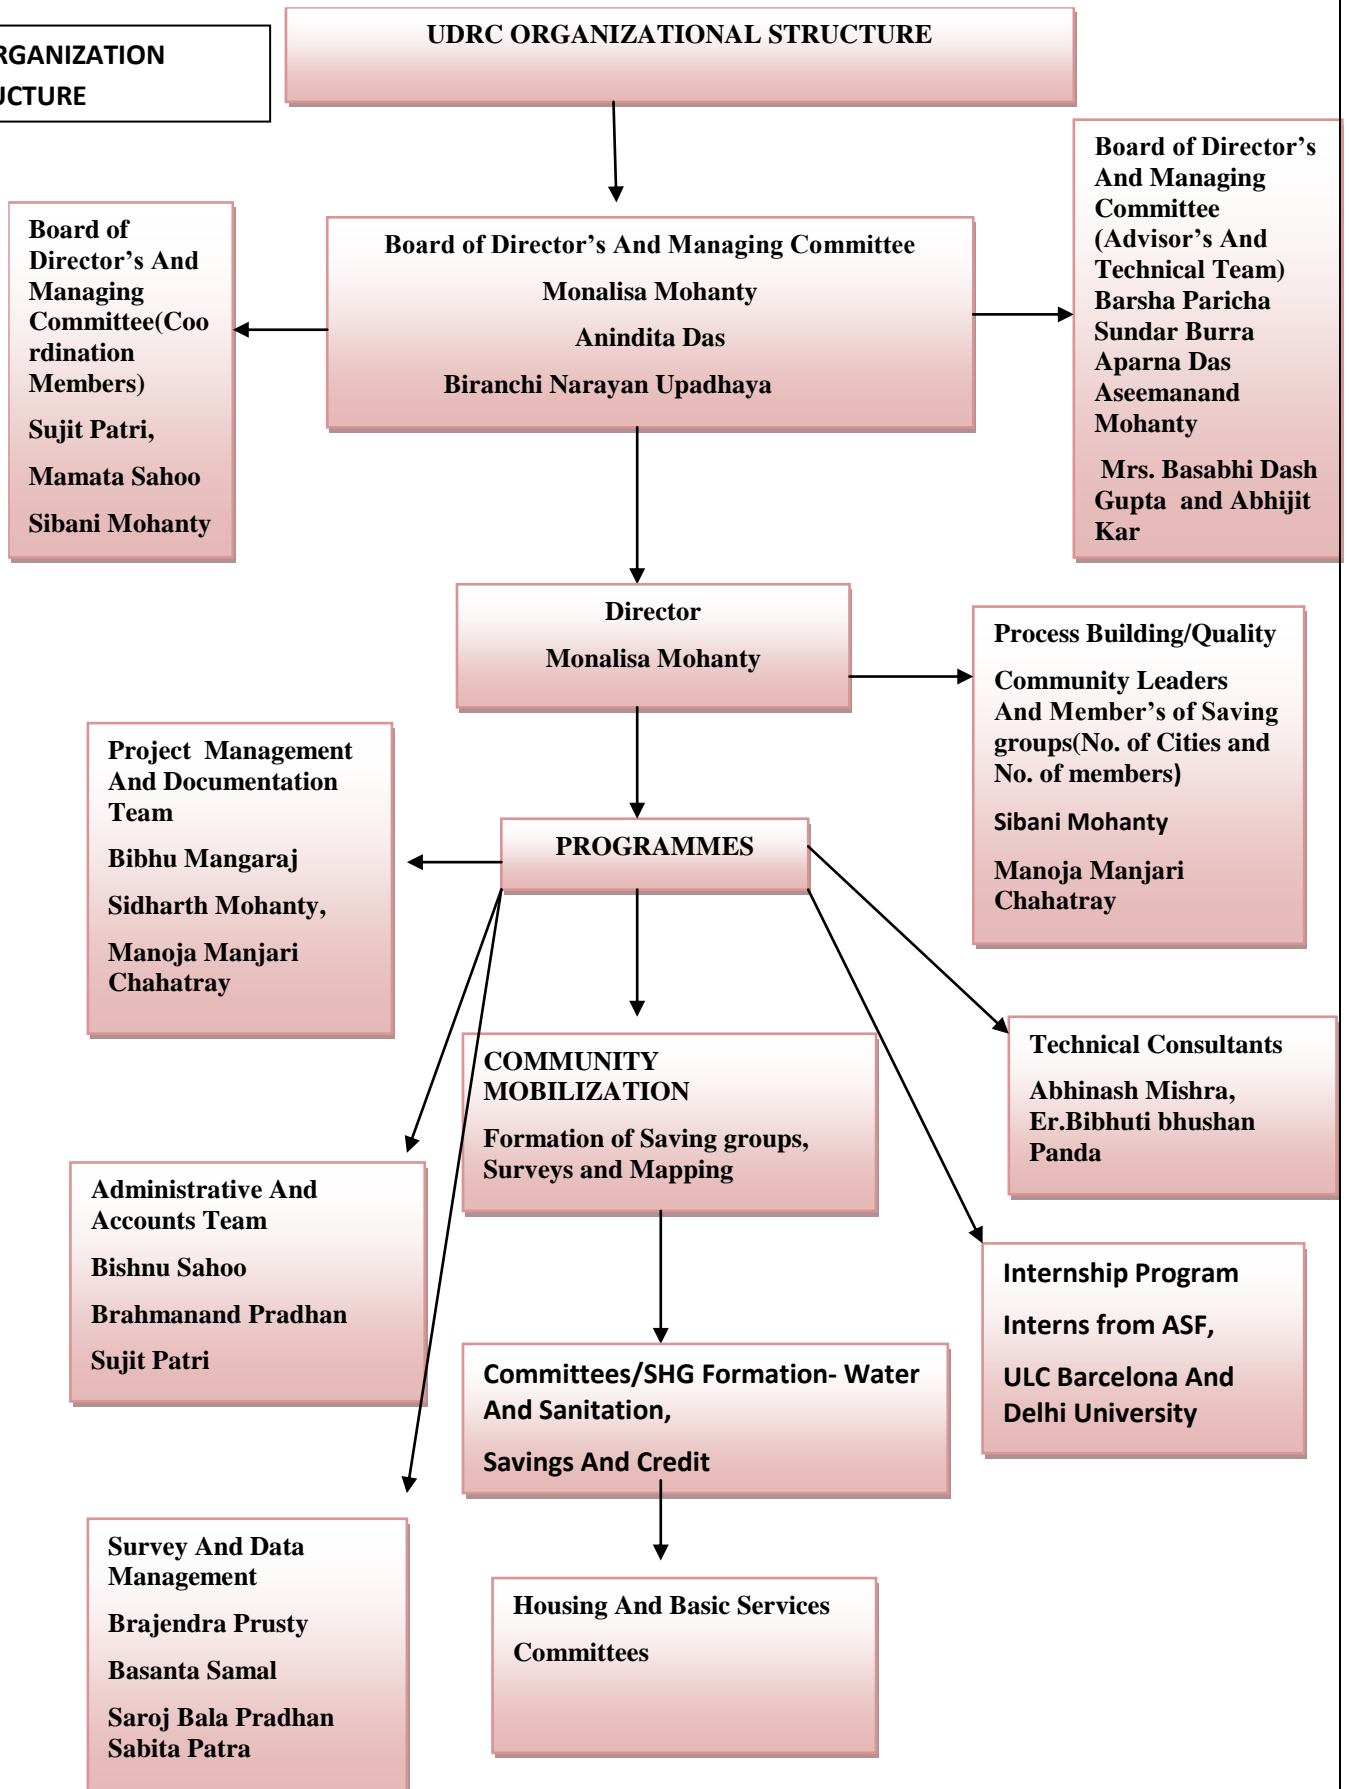 RGANIZATION
UCTURE
UDRC ORGANIZATIONAL STRUCTURE
Board of Director’s And Managing Committee
Monalisa Mohanty
Anindita Das
Biranchi Narayan Upadhaya
Board of
Director’s And
Managing
Committee(Coo
rdination
Members)
Sujit Patri,
Mamata Sahoo
Sibani Mohanty
Board of Director’s
And Managing
Committee
(Advisor’s And
Technical Team)
Barsha Paricha
Sundar Burra
Aparna Das
Aseemanand
Mohanty
Mrs. Basabhi Dash
Gupta and Abhijit
Kar
Director
Monalisa Mohanty
Process Building/Quality
Community Leaders
And Member’s of Saving
groups(No. of Cities and
No. of members)
Sibani Mohanty
Manoja Manjari
Chahatray
Project Management
And Documentation
Team
Bibhu Mangaraj
Sidharth Mohanty,
Manoja Manjari
Chahatray
PROGRAMMES
COMMUNITY
MOBILIZATION
Formation of Saving groups,
Surveys and Mapping
Technical Consultants
Abhinash Mishra,
Er.Bibhuti bhushan
Panda
Administrative And
Accounts Team
Bishnu Sahoo
Brahmanand Pradhan
Sujit Patri
Internship Program
Interns from ASF,
ULC Barcelona And
Delhi University
Committees/SHG Formation- Water
And Sanitation,
Savings And Credit
Survey And Data
Management
Brajendra Prusty
Basanta Samal
Saroj Bala Pradhan
Sabita Patra
Housing And Basic Services
Committees